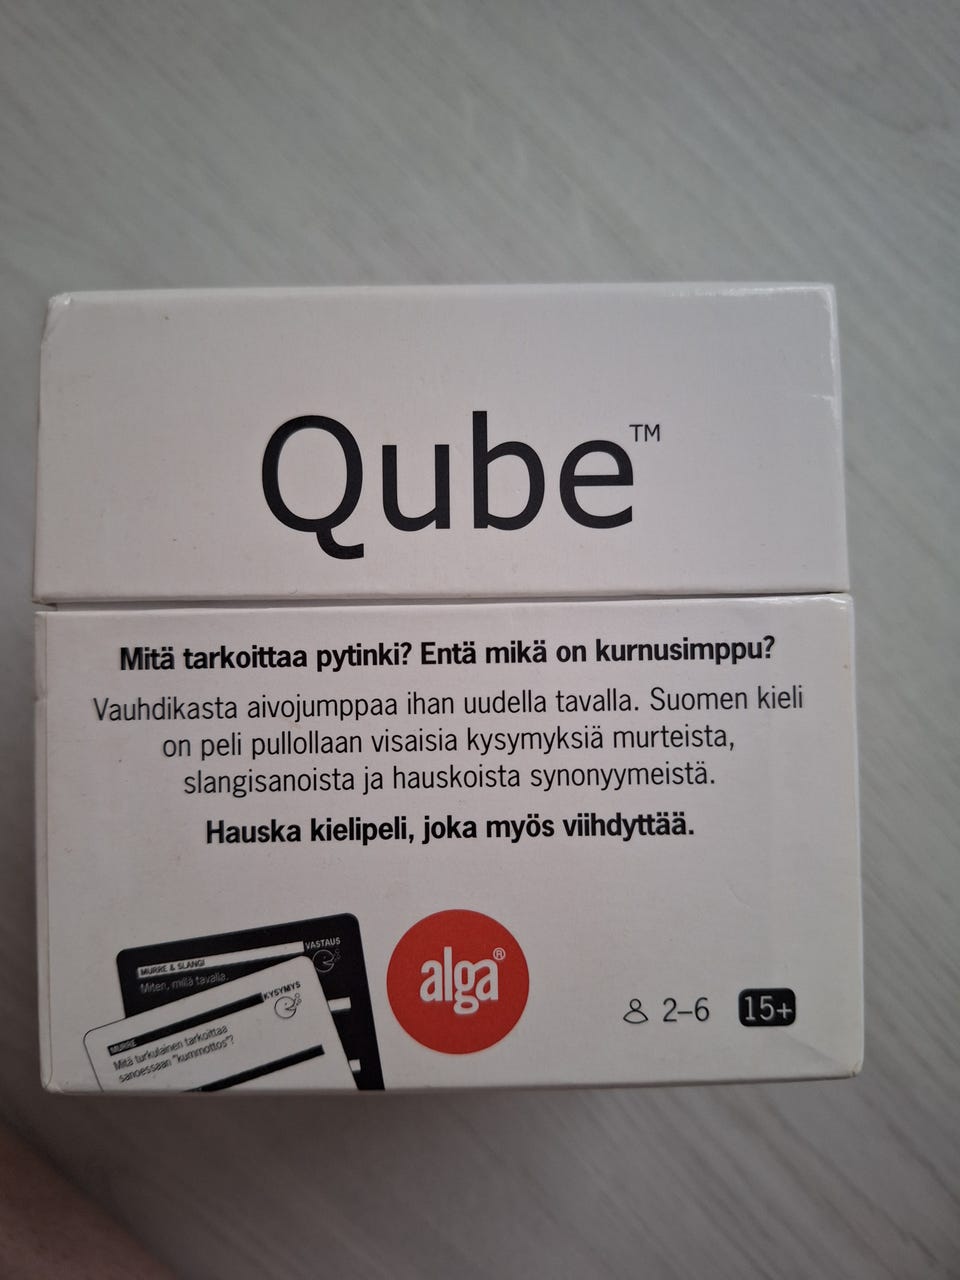 Qube™
Mitä tarkoittaa pytinki? Entä mikä on kurnusimppu?
Vauhdikasta aivojumppaa ihan uudella tavalla. Suomen kieli
on peli pullollaan visaisia kysymyksiä murteista,
slangisanoista ja hauskoista synonyymeistä.
Hauska kielipeli, joka myös viihdyttää.
VASTAUS
MURRE & SLANGI
Miten, millä tavalla.
KYSYMYS
MURRE
Mitä turkulainen tarkoittaa
sanoessaan "kummottos"?
alga®
2–6 15+